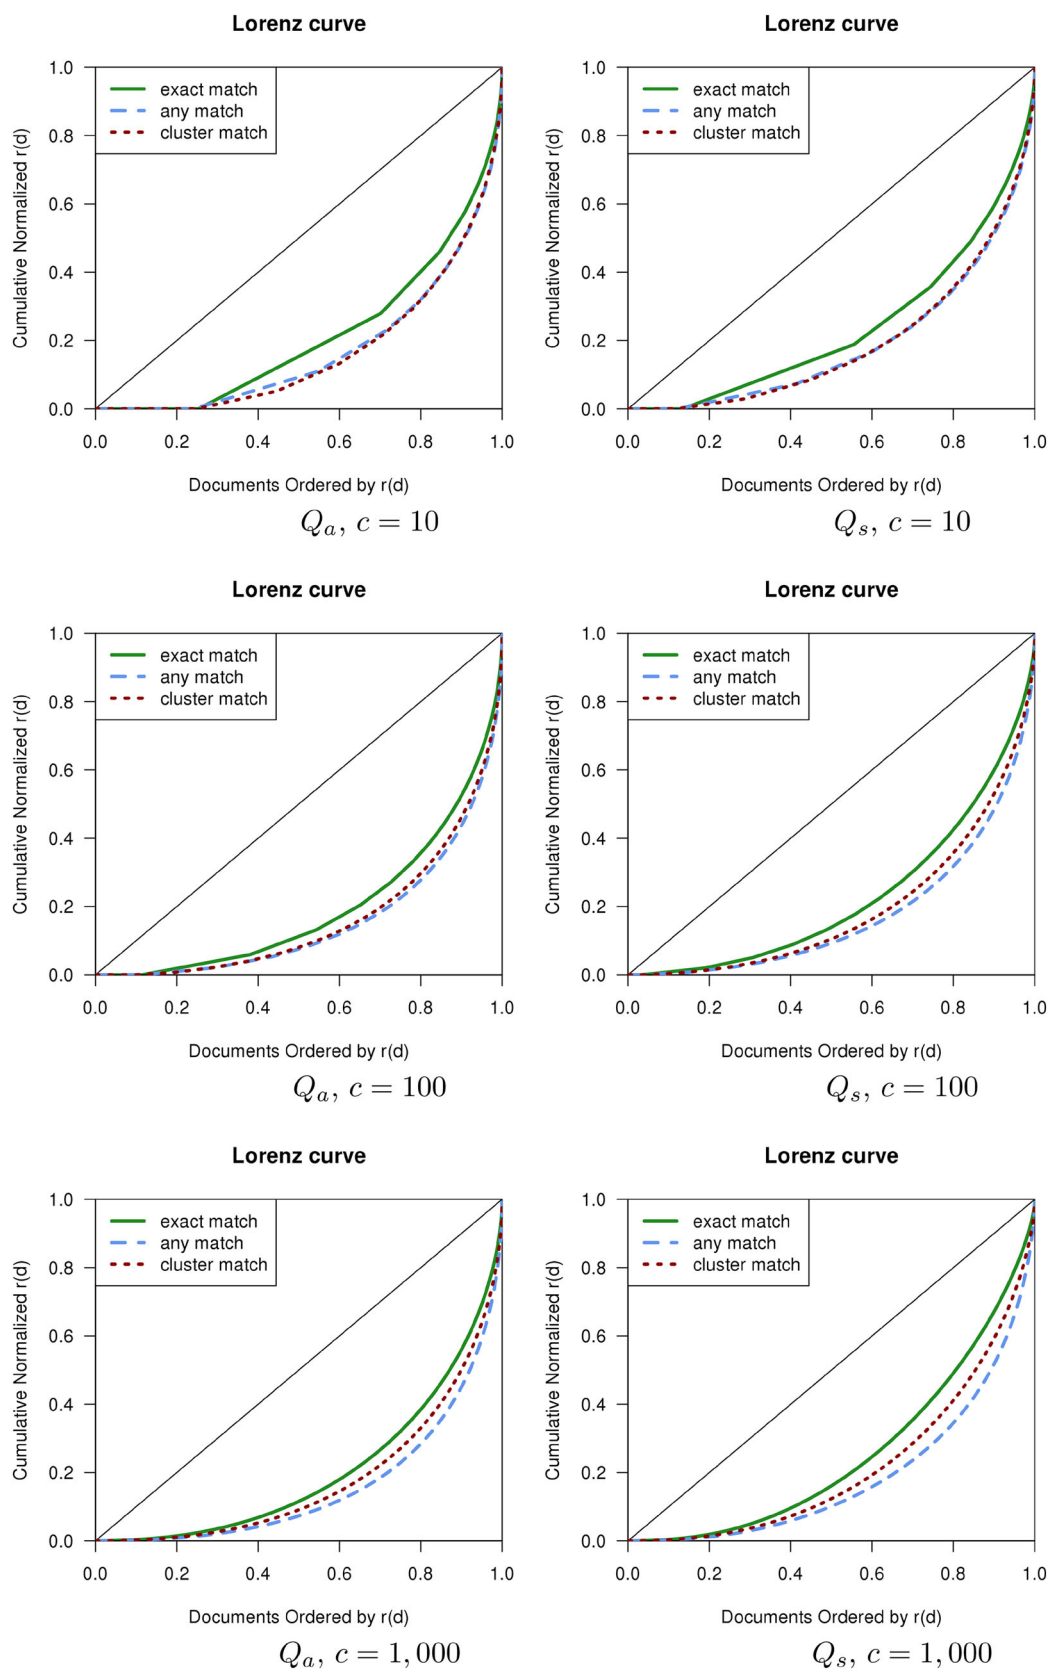 Lorenz curve
exact match
any match
cluster match
Cumulative Normalized r(d)
1.0
0.8
0.6
0.4
0.2
0.0
0.0 0.2 0.4 0.6 0.8 1.0
Documents Ordered by r(d)
Qₐ, c = 10
Lorenz curve
exact match
any match
cluster match
Cumulative Normalized r(d)
1.0
0.8
0.6
0.4
0.2
0.0
0.0 0.2 0.4 0.6 0.8 1.0
Documents Ordered by r(d)
Qₛ, c = 10
Lorenz curve
exact match
any match
cluster match
Cumulative Normalized r(d)
1.0
0.8
0.6
0.4
0.2
0.0
0.0 0.2 0.4 0.6 0.8 1.0
Documents Ordered by r(d)
Qₐ, c = 100
Lorenz curve
exact match
any match
cluster match
Cumulative Normalized r(d)
1.0
0.8
0.6
0.4
0.2
0.0
0.0 0.2 0.4 0.6 0.8 1.0
Documents Ordered by r(d)
Qₛ, c = 100
Lorenz curve
exact match
any match
cluster match
Cumulative Normalized r(d)
1.0
0.8
0.6
0.4
0.2
0.0
0.0 0.2 0.4 0.6 0.8 1.0
Documents Ordered by r(d)
Qₐ, c = 1,000
Lorenz curve
exact match
any match
cluster match
Cumulative Normalized r(d)
1.0
0.8
0.6
0.4
0.2
0.0
0.0 0.2 0.4 0.6 0.8 1.0
Documents Ordered by r(d)
Qₛ, c = 1,000